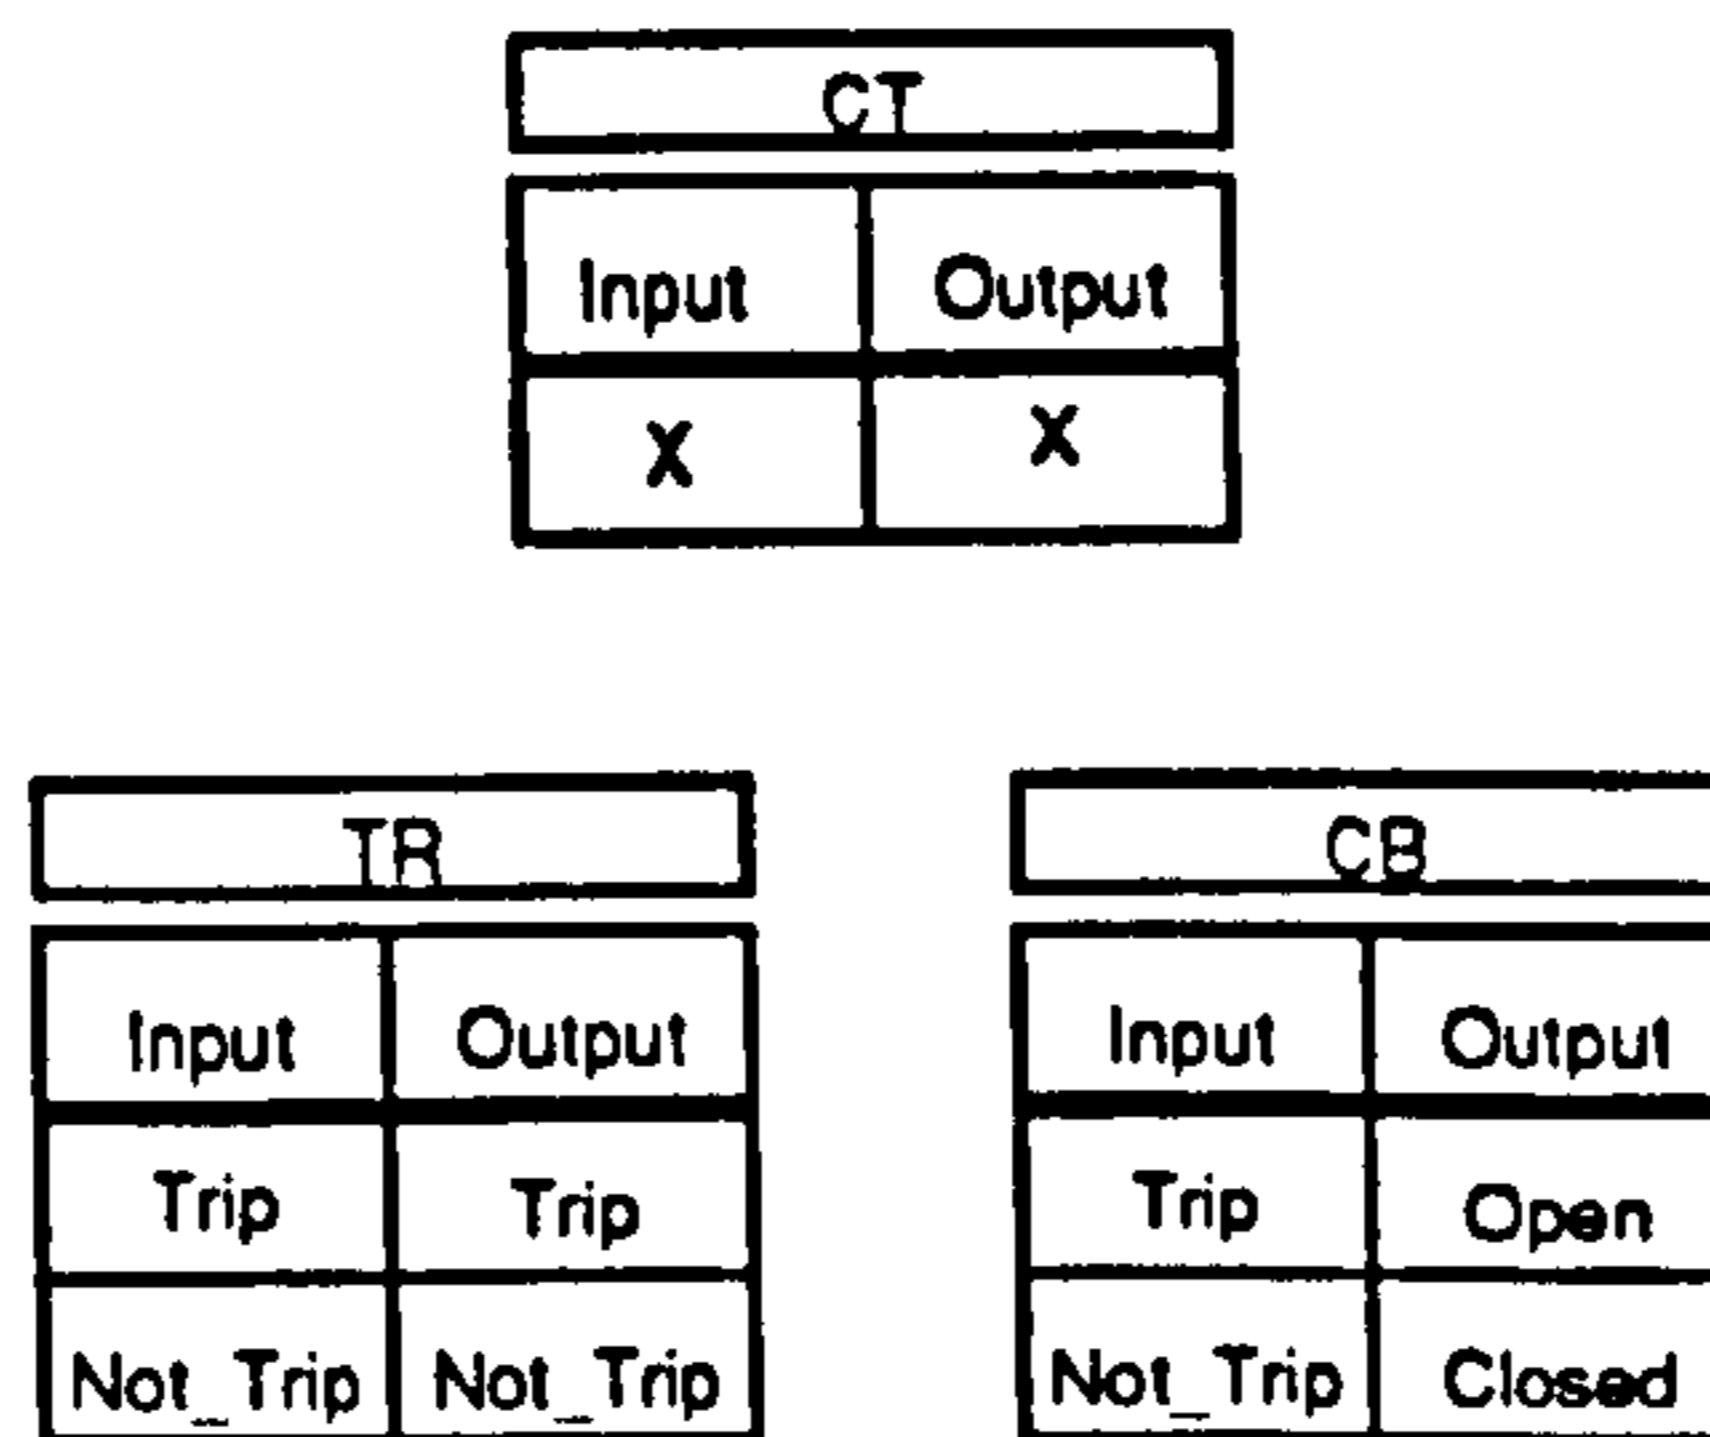 CT
Input Output
X X
TR
Input Output
Trip Trip
Not_Trip Not_Trip
CB
Input Output
Trip Open
Not_Trip Closed